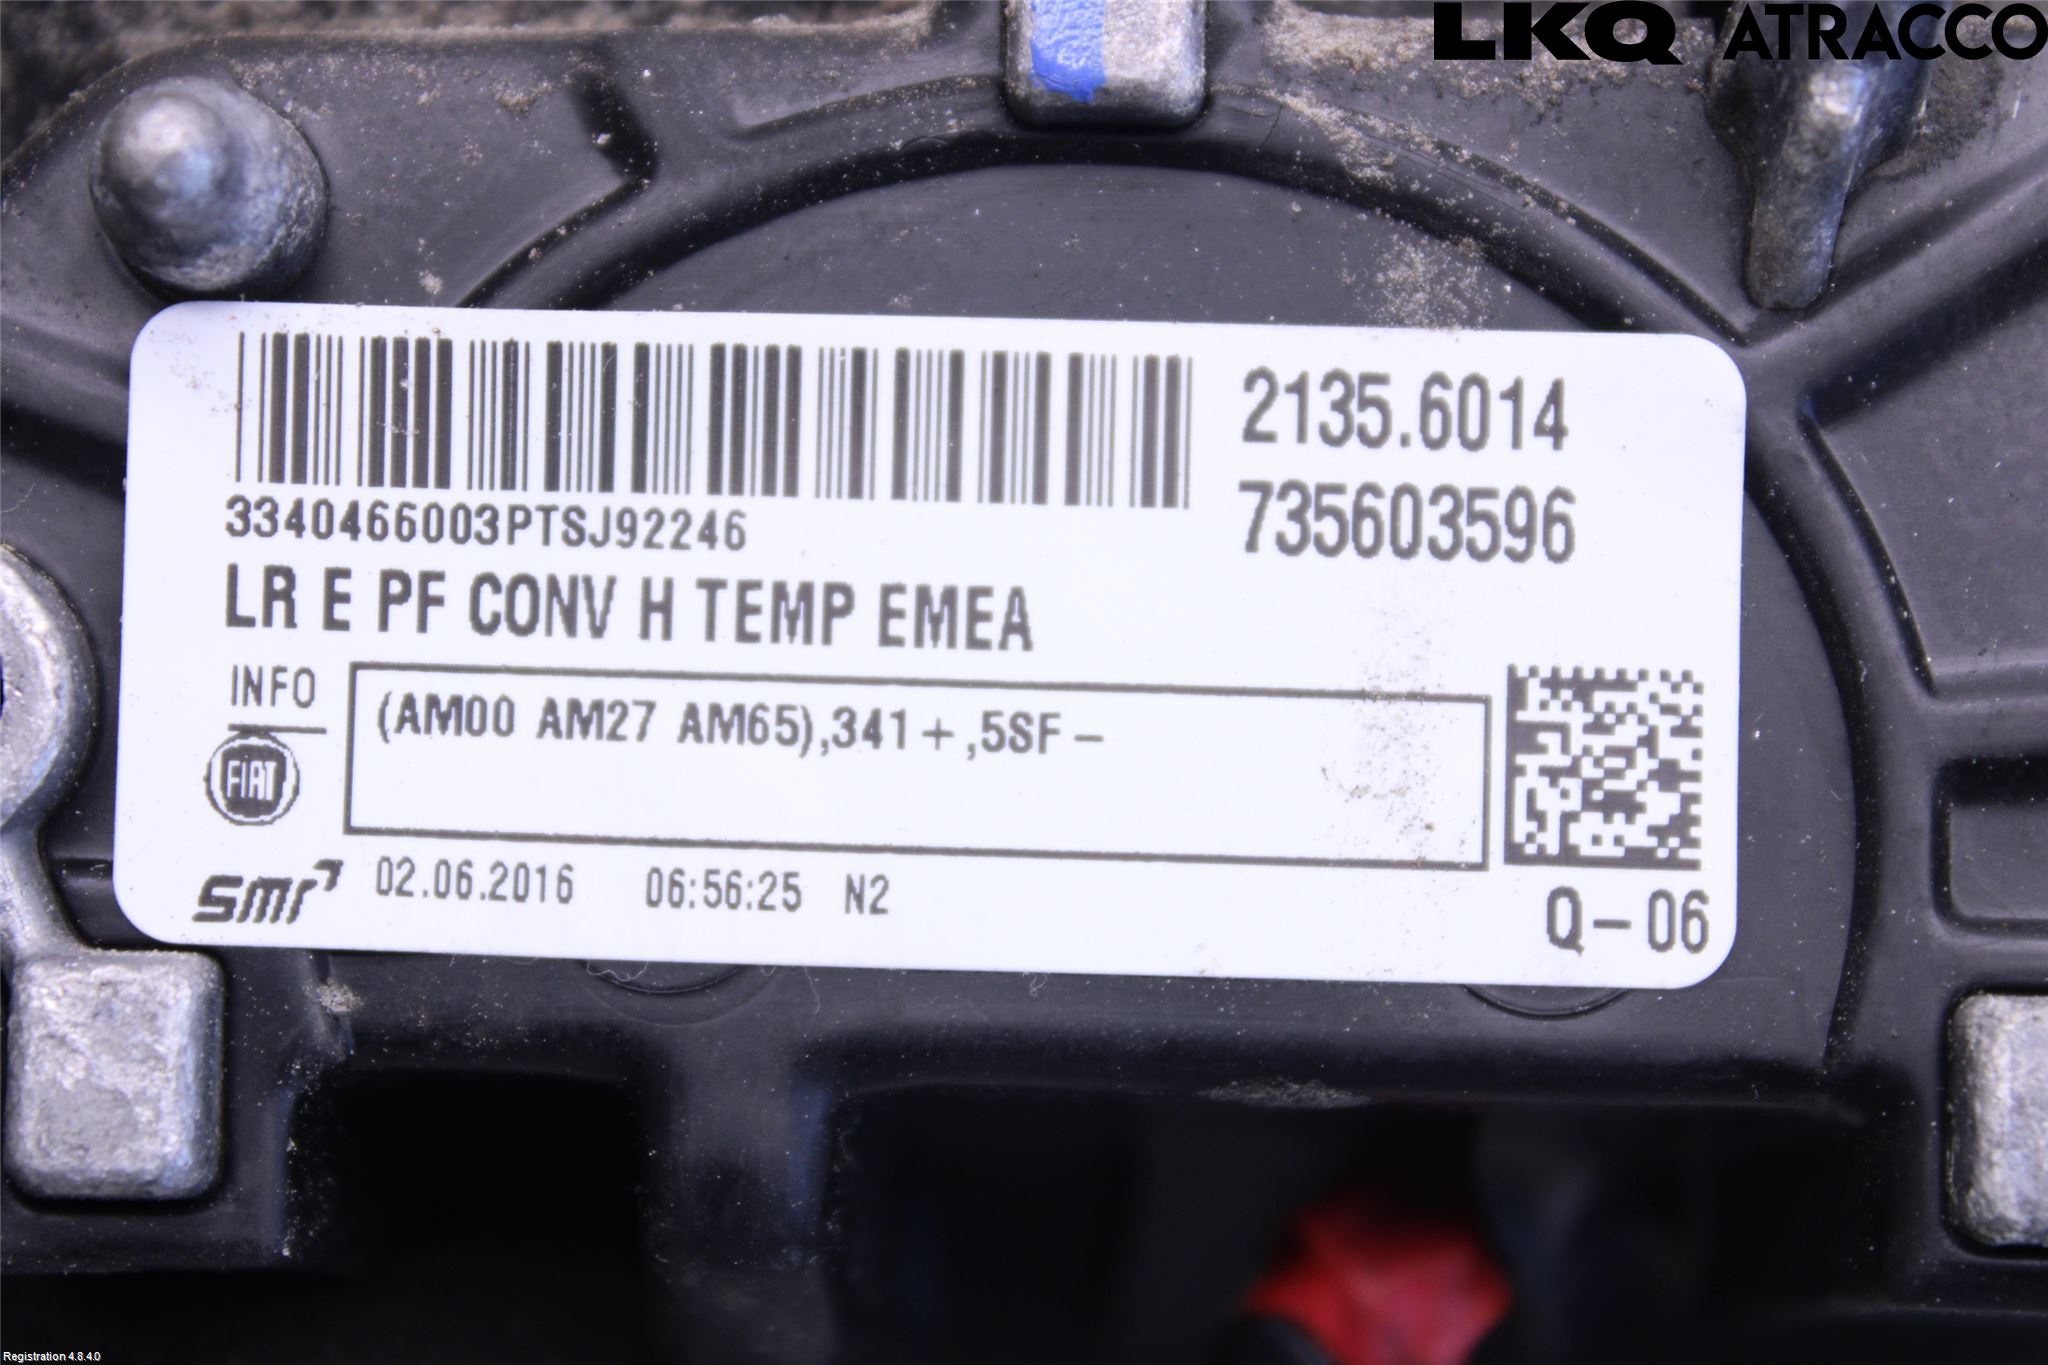 LKQ ATRACCO
2135.6014
735603596
3340466003PTSJ92246
LR E PF CONV H TEMP EMEA
INFO
(AM00 AM27 AM65),341+,5SF-
FIAT
smr 02.06.2016 06:56:25 N2
Q-06
Registration 4.8.4.0